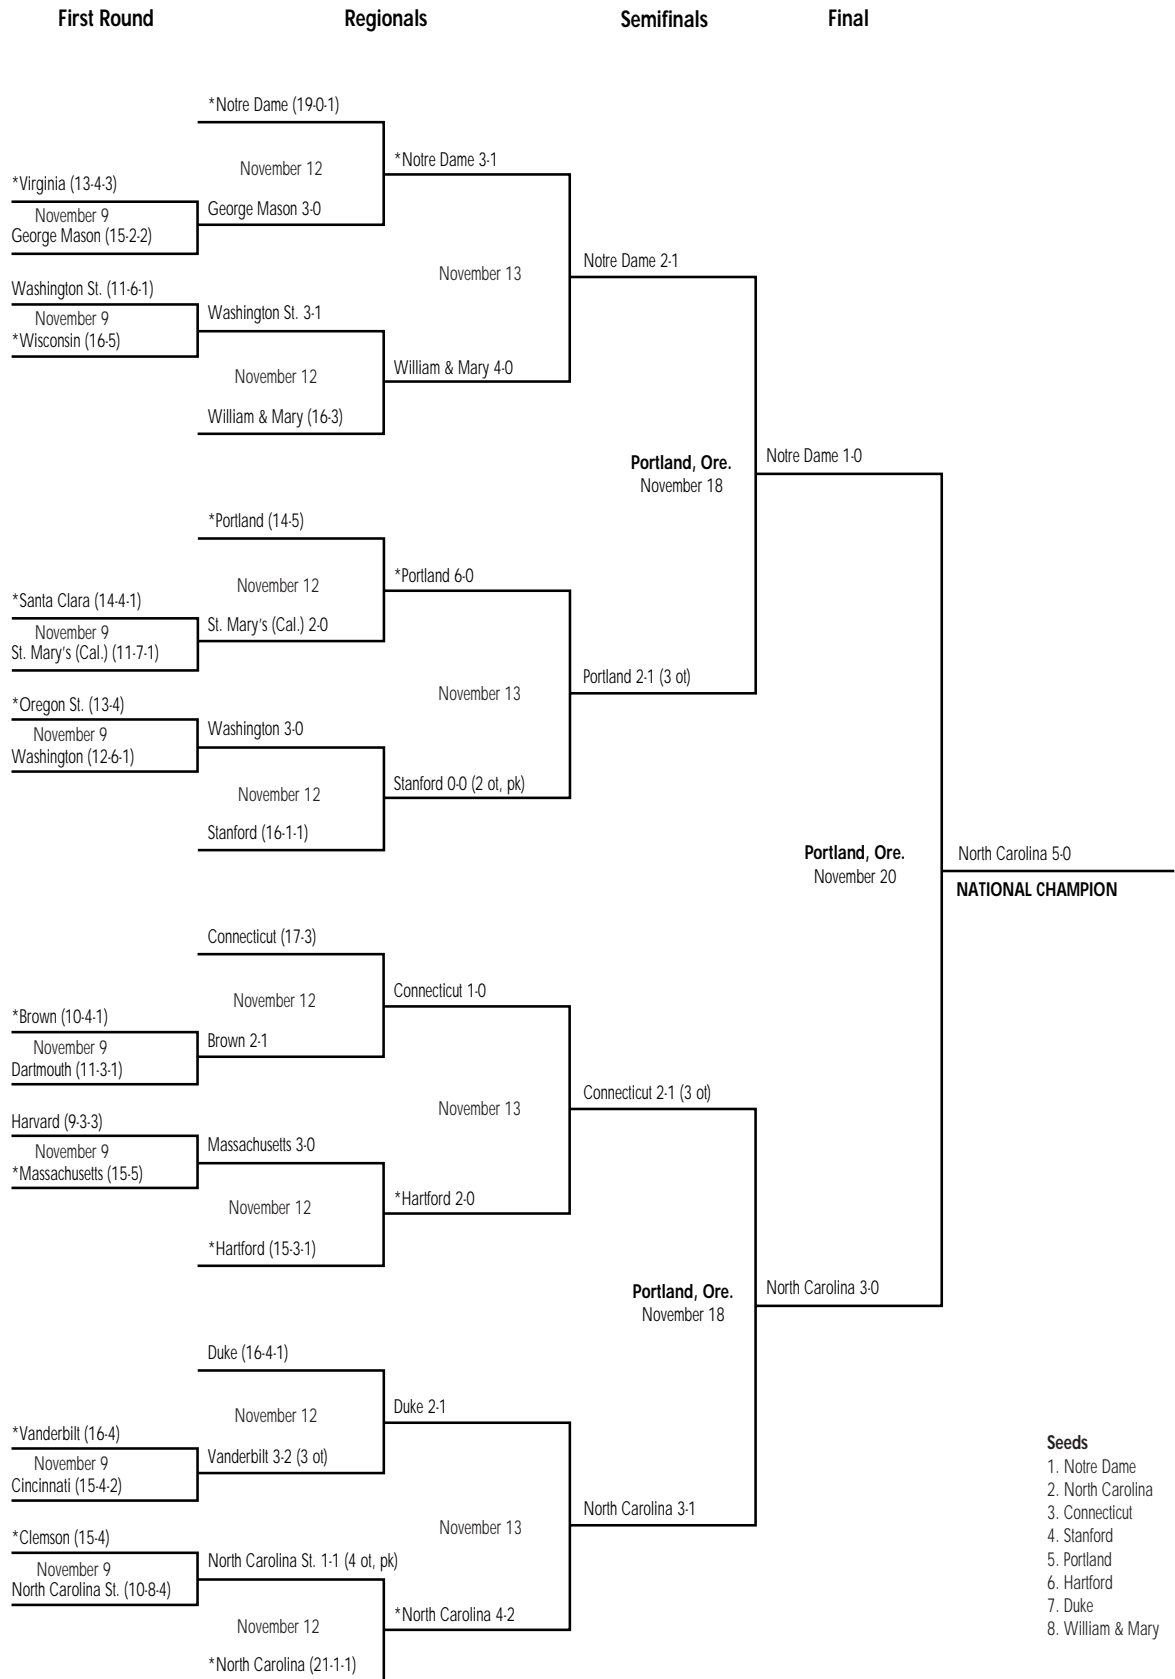 First Round
Regionals
Semifinals
Final
*Notre Dame (19-0-1)
November 12
*Notre Dame 3-1
*Virginia (13-4-3)
November 9
George Mason 3-0
George Mason (15-2-2)
Notre Dame 2-1
November 13
Washington St. (11-6-1)
November 9
Washington St. 3-1
*Wisconsin (16-5)
November 12
William & Mary 4-0
William & Mary (16-3)
Portland, Ore.
November 18
Notre Dame 1-0
*Portland (14-5)
November 12
*Portland 6-0
*Santa Clara (14-4-1)
November 9
St. Mary's (Cal.) 2-0
St. Mary's (Cal.) (11-7-1)
November 13
Portland 2-1 (3 ot)
*Oregon St. (13-4)
November 9
Washington 3-0
Washington (12-6-1)
November 12
Stanford 0-0 (2 ot, pk)
Stanford (16-1-1)
Portland, Ore.
November 20
North Carolina 5-0
NATIONAL CHAMPION
Connecticut (17-3)
November 12
Connecticut 1-0
*Brown (10-4-1)
November 9
Brown 2-1
Dartmouth (11-3-1)
November 13
Connecticut 2-1 (3 ot)
Harvard (9-3-3)
November 9
Massachusetts 3-0
*Massachusetts (15-5)
November 12
*Hartford 2-0
*Hartford (15-3-1)
Portland, Ore.
November 18
North Carolina 3-0
Duke (16-4-1)
November 12
Duke 2-1
*Vanderbilt (16-4)
November 9
Vanderbilt 3-2 (3 ot)
Cincinnati (15-4-2)
North Carolina 3-1
November 13
*Clemson (15-4)
November 9
North Carolina St. 1-1 (4 ot, pk)
North Carolina St. (10-8-4)
November 12
*North Carolina 4-2
*North Carolina (21-1-1)
Seeds
1. Notre Dame
2. North Carolina
3. Connecticut
4. Stanford
5. Portland
6. Hartford
7. Duke
8. William & Mary